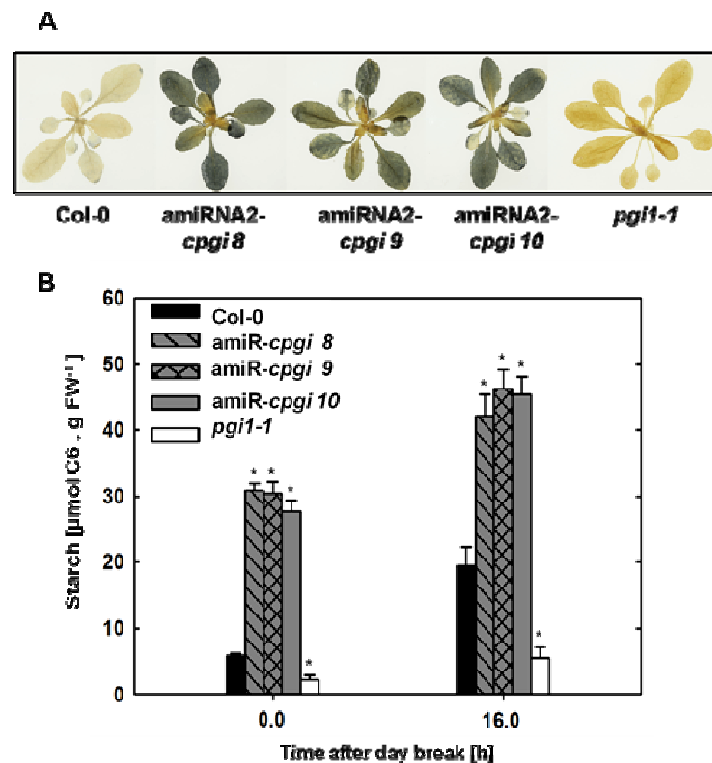 A
Col-0
amiRNA2-
cpgi 8
amiRNA2-
cpgi 9
amiRNA2-
cpgi 10
pgi1-1
B
Starch [µmol C6 . g FW⁻¹]
60
50
40
30
20
10
0
Col-0
amiR-cpgi 8
amiR-cpgi 9
amiR-cpgi 10
pgi1-1
* * * *
* * * *
0.0 16.0
Time after day break [h]